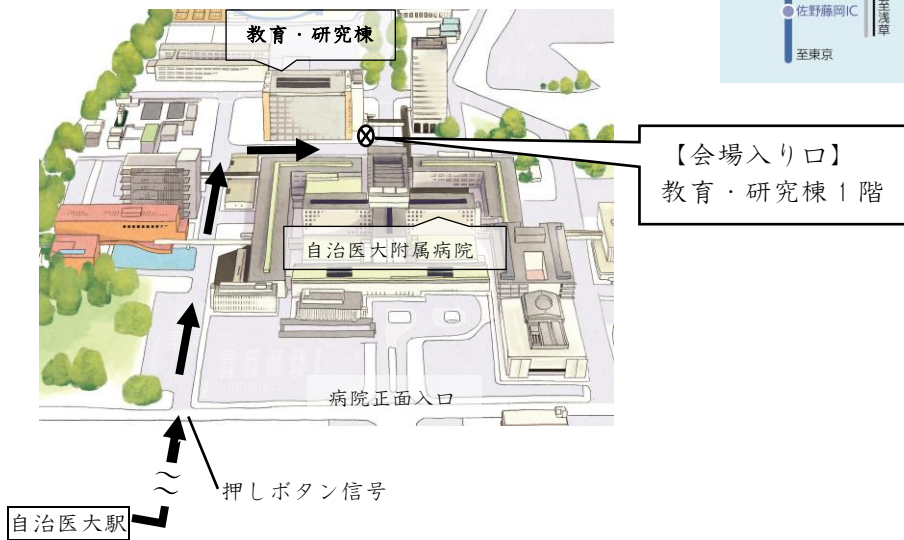 教育・研究棟
佐野藤岡IC
至浅草
至東京
【会場入り口】
教育・研究棟1階
自治医大附属病院
病院正面入口
押しボタン信号
自治医大駅